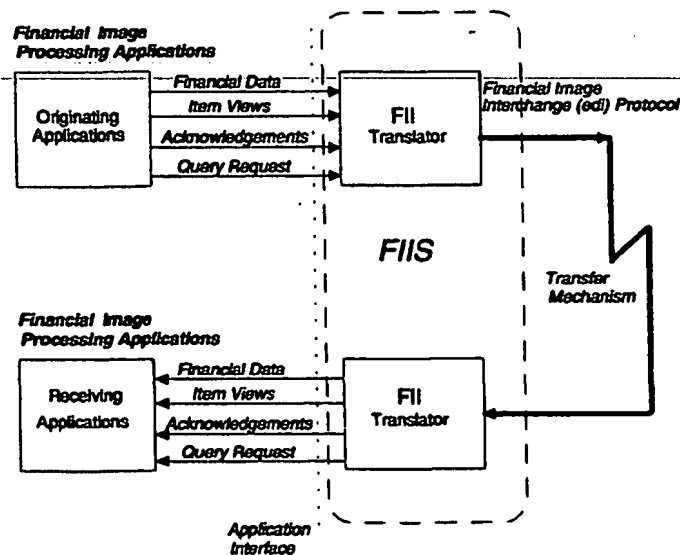 Financial Image
Processing Applications
Originating
Applications
Financial Data
Item Views
Acknowledgements
Query Request
FII
Translator
Financial Image
Interchange (edi) Protocol
FIIS
Transfer
Mechanism
Financial Image
Processing Applications
Receiving
Applications
Financial Data
Item Views
Acknowledgements
Query Request
FII
Translator
Application
Interface